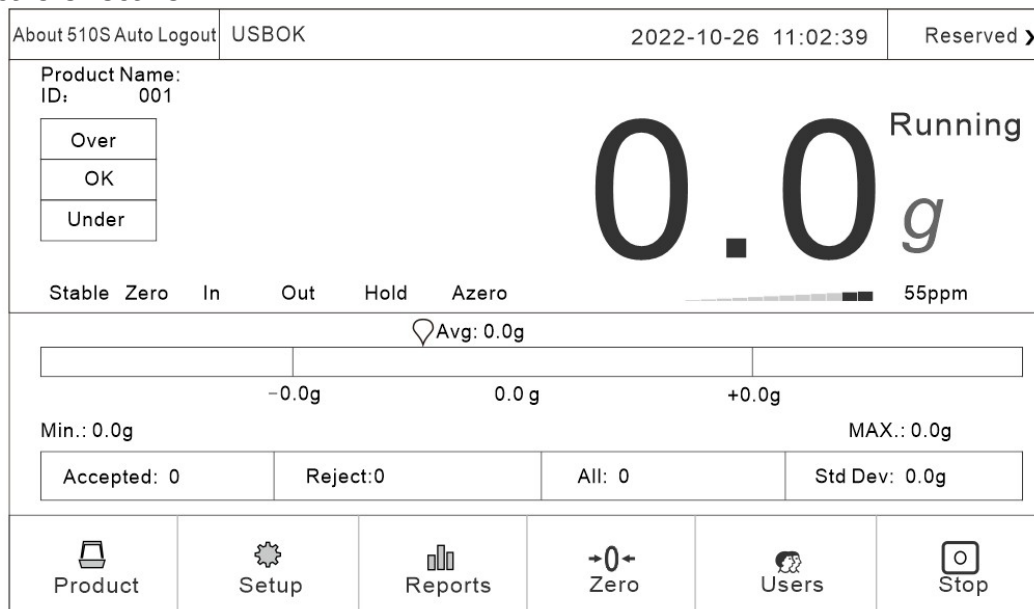 About 510S Auto Logout USBOK 2022-10-26 11:02:39 Reserved
Product Name:
ID: 001
Running
Over
OK
Under
0.0 g
Stable Zero In Out Hold Azero 55ppm
Avg: 0.0g
-0.0g 0.0 g +0.0g
Min.: 0.0g MAX.: 0.0g
Accepted: 0 Reject:0 All: 0 Std Dev: 0.0g
→0←
Product Setup Reports Zero Users Stop